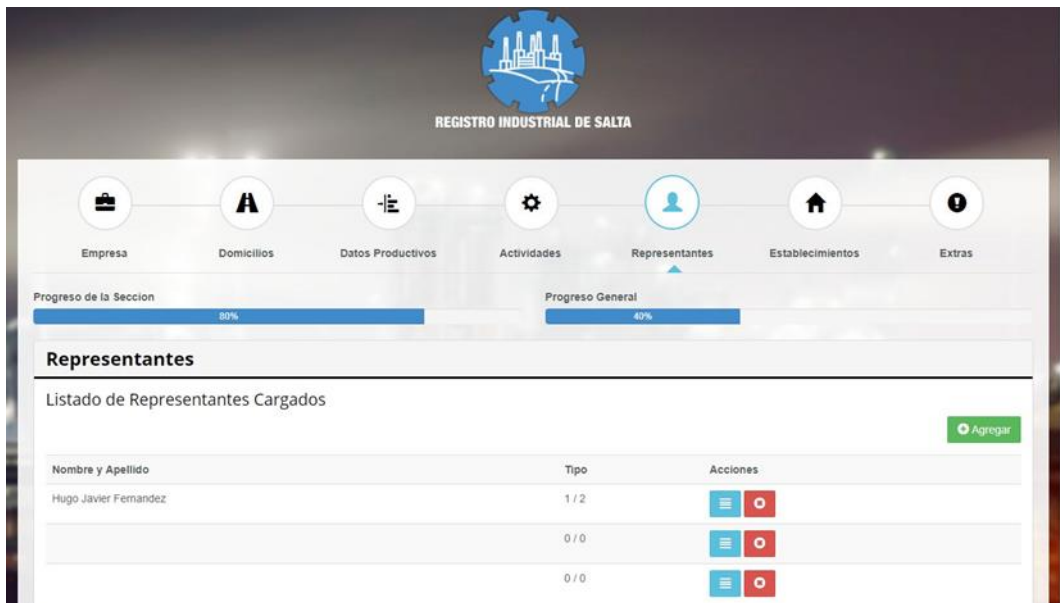 REGISTRO INDUSTRIAL DE SALTA
Empresa Domicilios Datos Productivos Actividades Representantes Establecimientos Extras
Progreso de la Seccion Progreso General
80% 40%
Representantes
Listado de Representantes Cargados
Agregar
Nombre y Apellido Tipo Acciones
Hugo Javier Fernandez 1 / 2
0 / 0
0 / 0